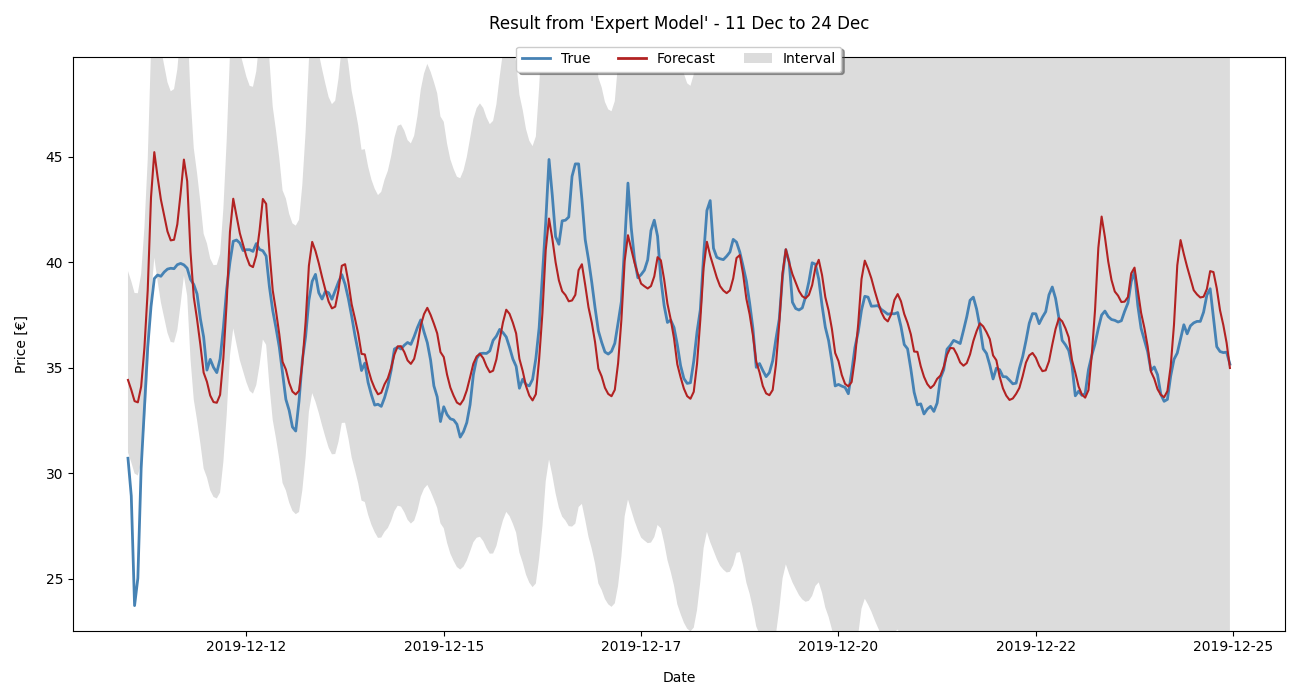 Result from 'Expert Model' - 11 Dec to 24 Dec
True
Forecast
Interval
45
40
35
30
25
Price [€]
2019-12-12
2019-12-15
2019-12-17
2019-12-20
2019-12-22
2019-12-25
Date